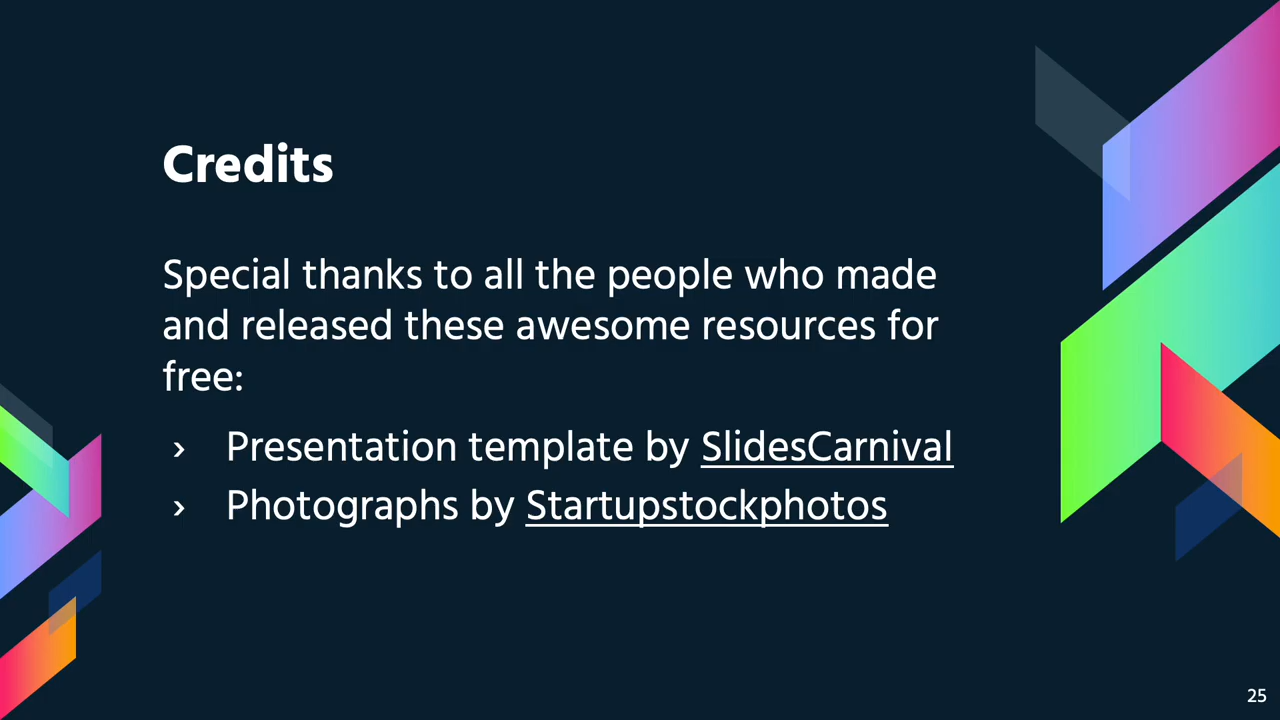 Credits
Special thanks to all the people who made
and released these awesome resources for
free:
› Presentation template by SlidesCarnival
› Photographs by Startupstockphotos
25